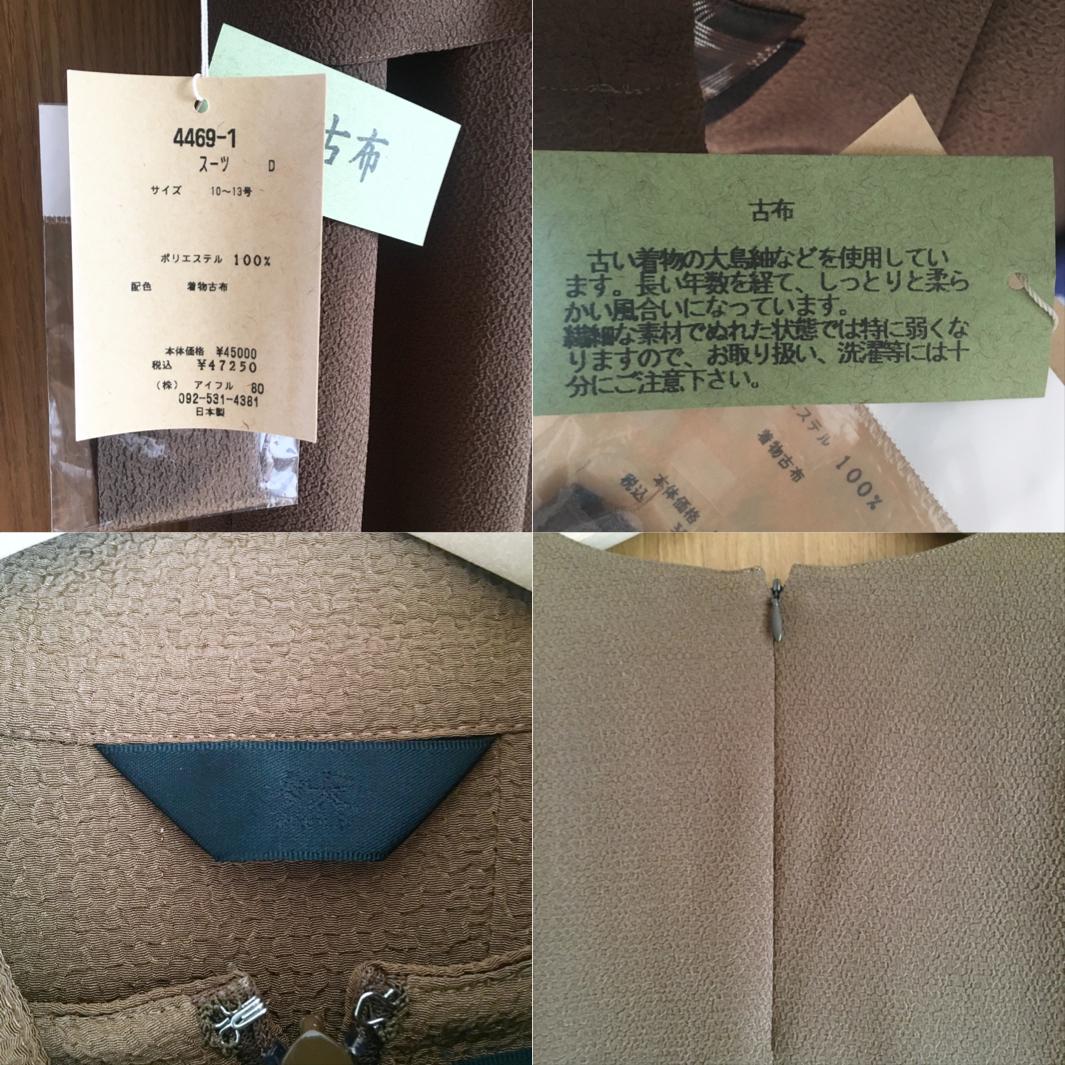 4469-1
スーツ D
サイズ 10～13号
ポリエステル 100%
配色 着物古布
本体価格 ¥45000
税込 ¥47250
(株) アイフル 80
092-531-4381
日本製
古布
古布
古い着物の大島紬などを使用してい
ます。長い年数を経て、しっとりと柔ら
かい風合いになっています。
繊細な素材でぬれた状態では特に弱くな
りますので、お取り扱い、洗濯等には十
分にご注意下さい。
エステル 100%
着物古布
本体価格
税込